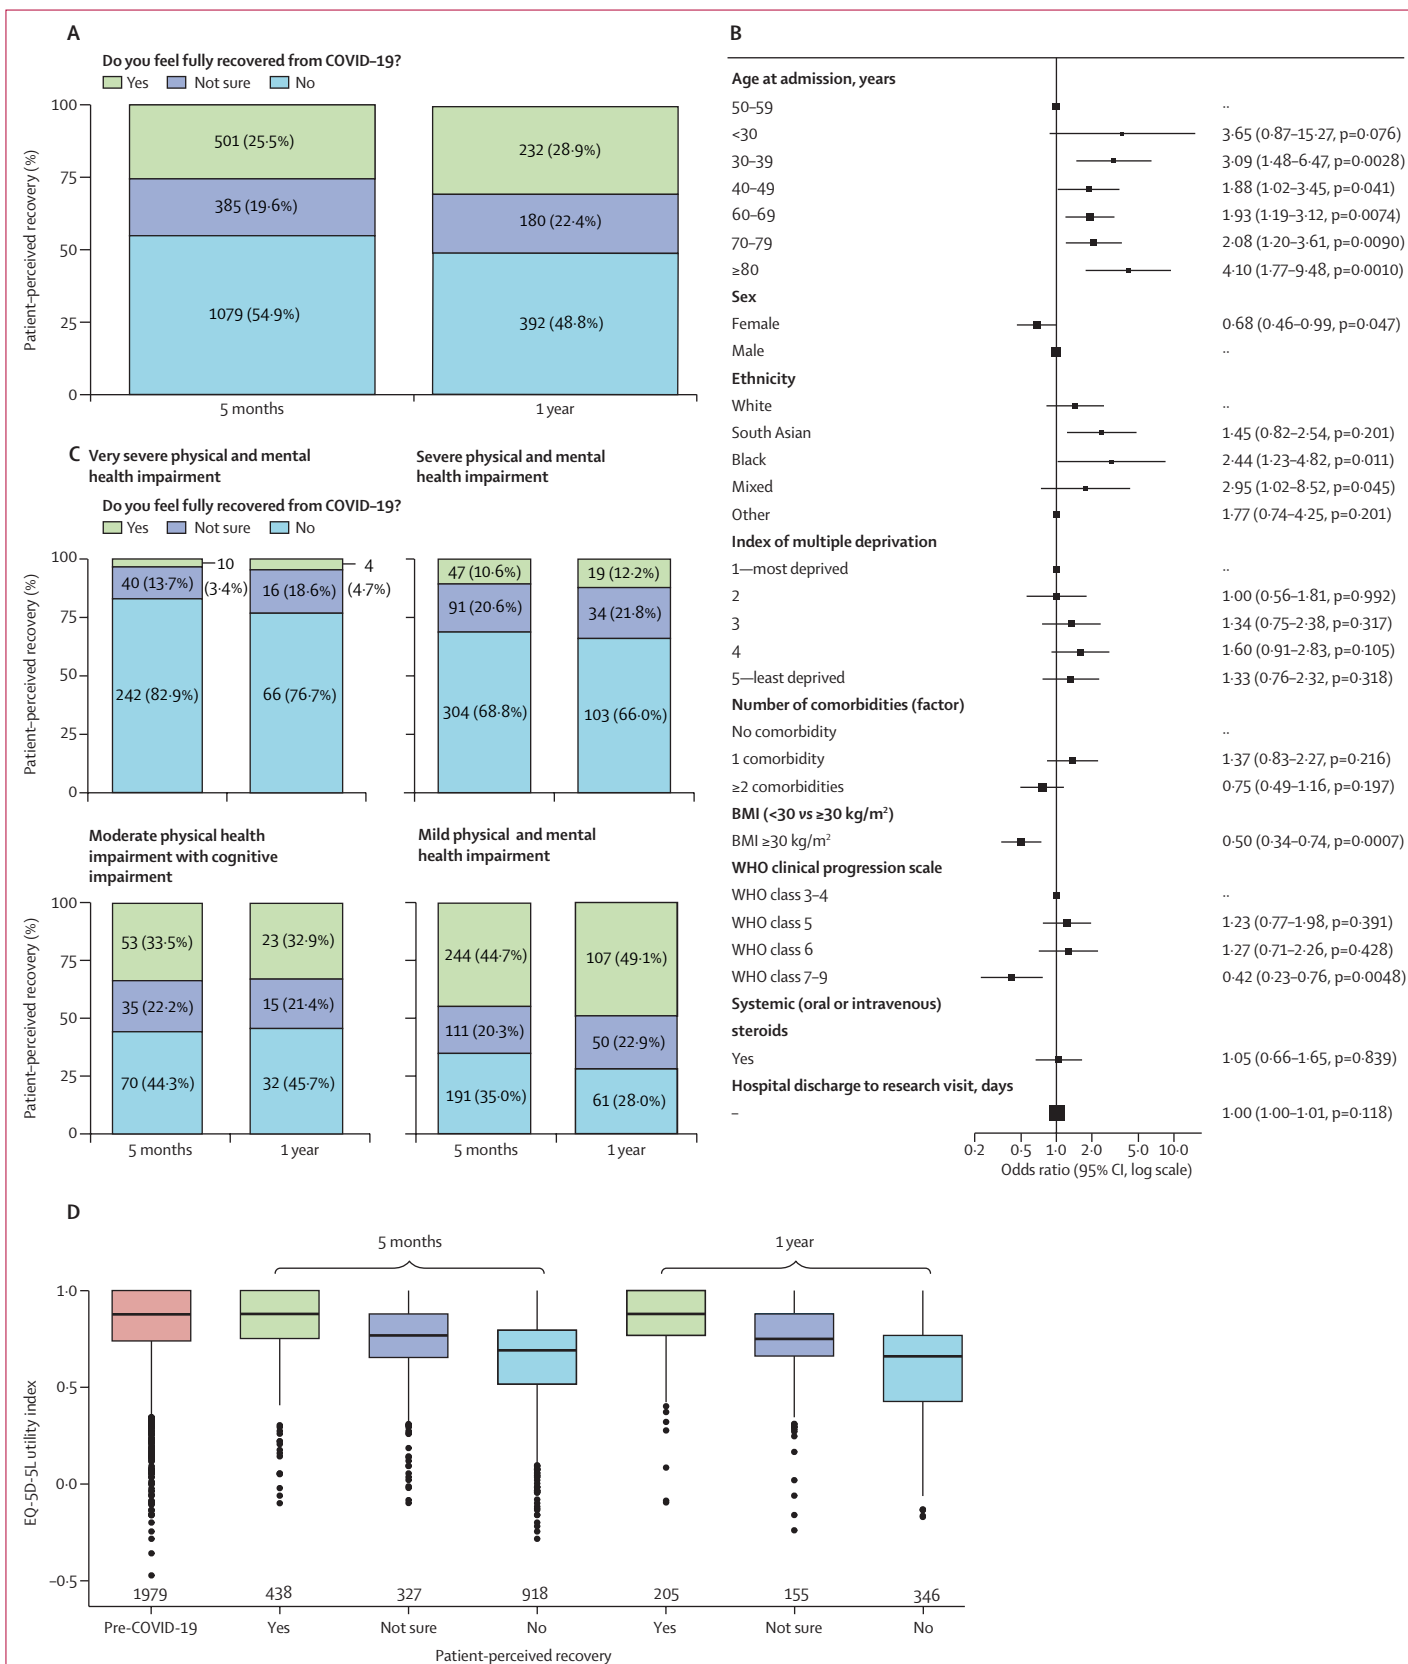 A
Do you feel fully recovered from COVID–19?
Yes Not sure No
Patient–perceived recovery (%)
100
75
50
25
0
501 (25·5%)
385 (19·6%)
1079 (54·9%)
232 (28·9%)
180 (22·4%)
392 (48·8%)
5 months 1 year
B
Age at admission, years
50–59 ..
<30 3·65 (0·87–15·27, p=0·076)
30–39 3·09 (1·48–6·47, p=0·0028)
40–49 1·88 (1·02–3·45, p=0·041)
60–69 1·93 (1·19–3·12, p=0·0074)
70–79 2·08 (1·20–3·61, p=0·0090)
≥80 4·10 (1·77–9·48, p=0·0010)
Sex
Female 0·68 (0·46–0·99, p=0·047)
Male ..
Ethnicity
White ..
South Asian 1·45 (0·82–2·54, p=0·201)
Black 2·44 (1·23–4·82, p=0·011)
Mixed 2·95 (1·02–8·52, p=0·045)
Other 1·77 (0·74–4·25, p=0·201)
Index of multiple deprivation
1—most deprived ..
2 1·00 (0·56–1·81, p=0·992)
3 1·34 (0·75–2·38, p=0·317)
4 1·60 (0·91–2·83, p=0·105)
5—least deprived 1·33 (0·76–2·32, p=0·318)
Number of comorbidities (factor)
No comorbidity ..
1 comorbidity 1·37 (0·83–2·27, p=0·216)
≥2 comorbidities 0·75 (0·49–1·16, p=0·197)
BMI (<30 vs ≥30 kg/m²)
BMI ≥30 kg/m² 0·50 (0·34–0·74, p=0·0007)
WHO clinical progression scale
WHO class 3–4 ..
WHO class 5 1·23 (0·77–1·98, p=0·391)
WHO class 6 1·27 (0·71–2·26, p=0·428)
WHO class 7–9 0·42 (0·23–0·76, p=0·0048)
Systemic (oral or intravenous)
steroids
Yes 1·05 (0·66–1·65, p=0·839)
Hospital discharge to research visit, days
– 1·00 (1·00–1·01, p=0·118)
0·2 0·5 1·0 2·0 5·0 10·0
Odds ratio (95% CI, log scale)
C
Very severe physical and mental
health impairment
Do you feel fully recovered from COVID–19?
Yes Not sure No
Patient–perceived recovery (%)
100
75
50
25
0
10
(3·4%)
40 (13·7%)
242 (82·9%)
4
(4·7%)
16 (18·6%)
66 (76·7%)
Severe physical and mental
health impairment
47 (10·6%)
91 (20·6%)
304 (68·8%)
19 (12·2%)
34 (21·8%)
103 (66·0%)
Moderate physical health
impairment with cognitive
impairment
Patient–perceived recovery (%)
100
75
50
25
0
53 (33·5%)
35 (22·2%)
70 (44·3%)
23 (32·9%)
15 (21·4%)
32 (45·7%)
5 months 1 year
Mild physical and mental
health impairment
244 (44·7%)
111 (20·3%)
191 (35·0%)
107 (49·1%)
50 (22·9%)
61 (28·0%)
5 months 1 year
D
5 months 1 year
EQ-5D-5L utility index
1·0
0·5
0·0
–0·5
1979 438 327 918 205 155 346
Pre-COVID-19 Yes Not sure No Yes Not sure No
Patient-perceived recovery